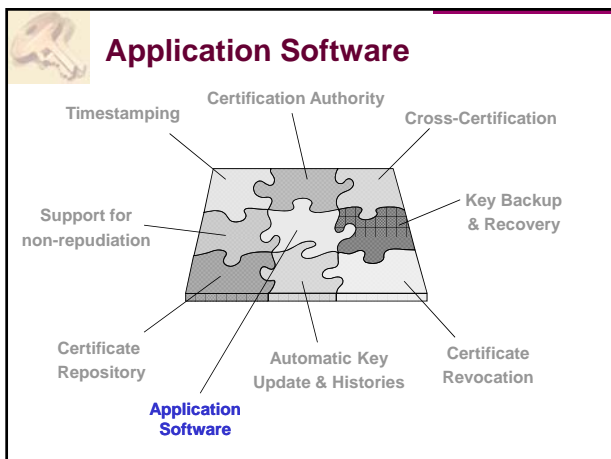 Application Software
Certification Authority
Timestamping
Cross-Certification
Support for
non-repudiation
Key Backup
& Recovery
Certificate
Repository
Automatic Key
Update & Histories
Certificate
Revocation
Application
Software